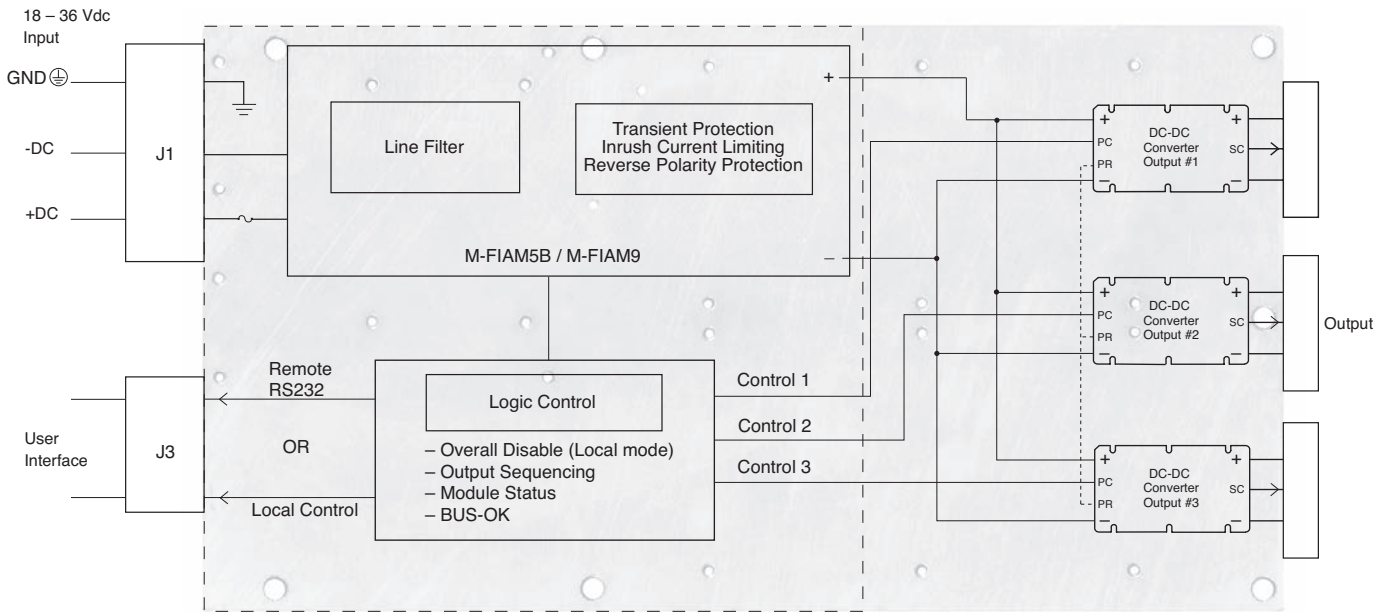 18 – 36 Vdc
Input
GND
-DC
+DC
J1
Line Filter
Transient Protection
Inrush Current Limiting
Reverse Polarity Protection
M-FIAM5B / M-FIAM9
+
–
Remote
RS232
OR
Local Control
User
Interface
J3
Logic Control
– Overall Disable (Local mode)
– Output Sequencing
– Module Status
– BUS-OK
Control 1
Control 2
Control 3
+
PC
PR
–
DC-DC
Converter
Output #1
+
SC
–
+
PC
PR
–
DC-DC
Converter
Output #2
+
SC
–
Output
+
PC
PR
–
DC-DC
Converter
Output #3
+
SC
–